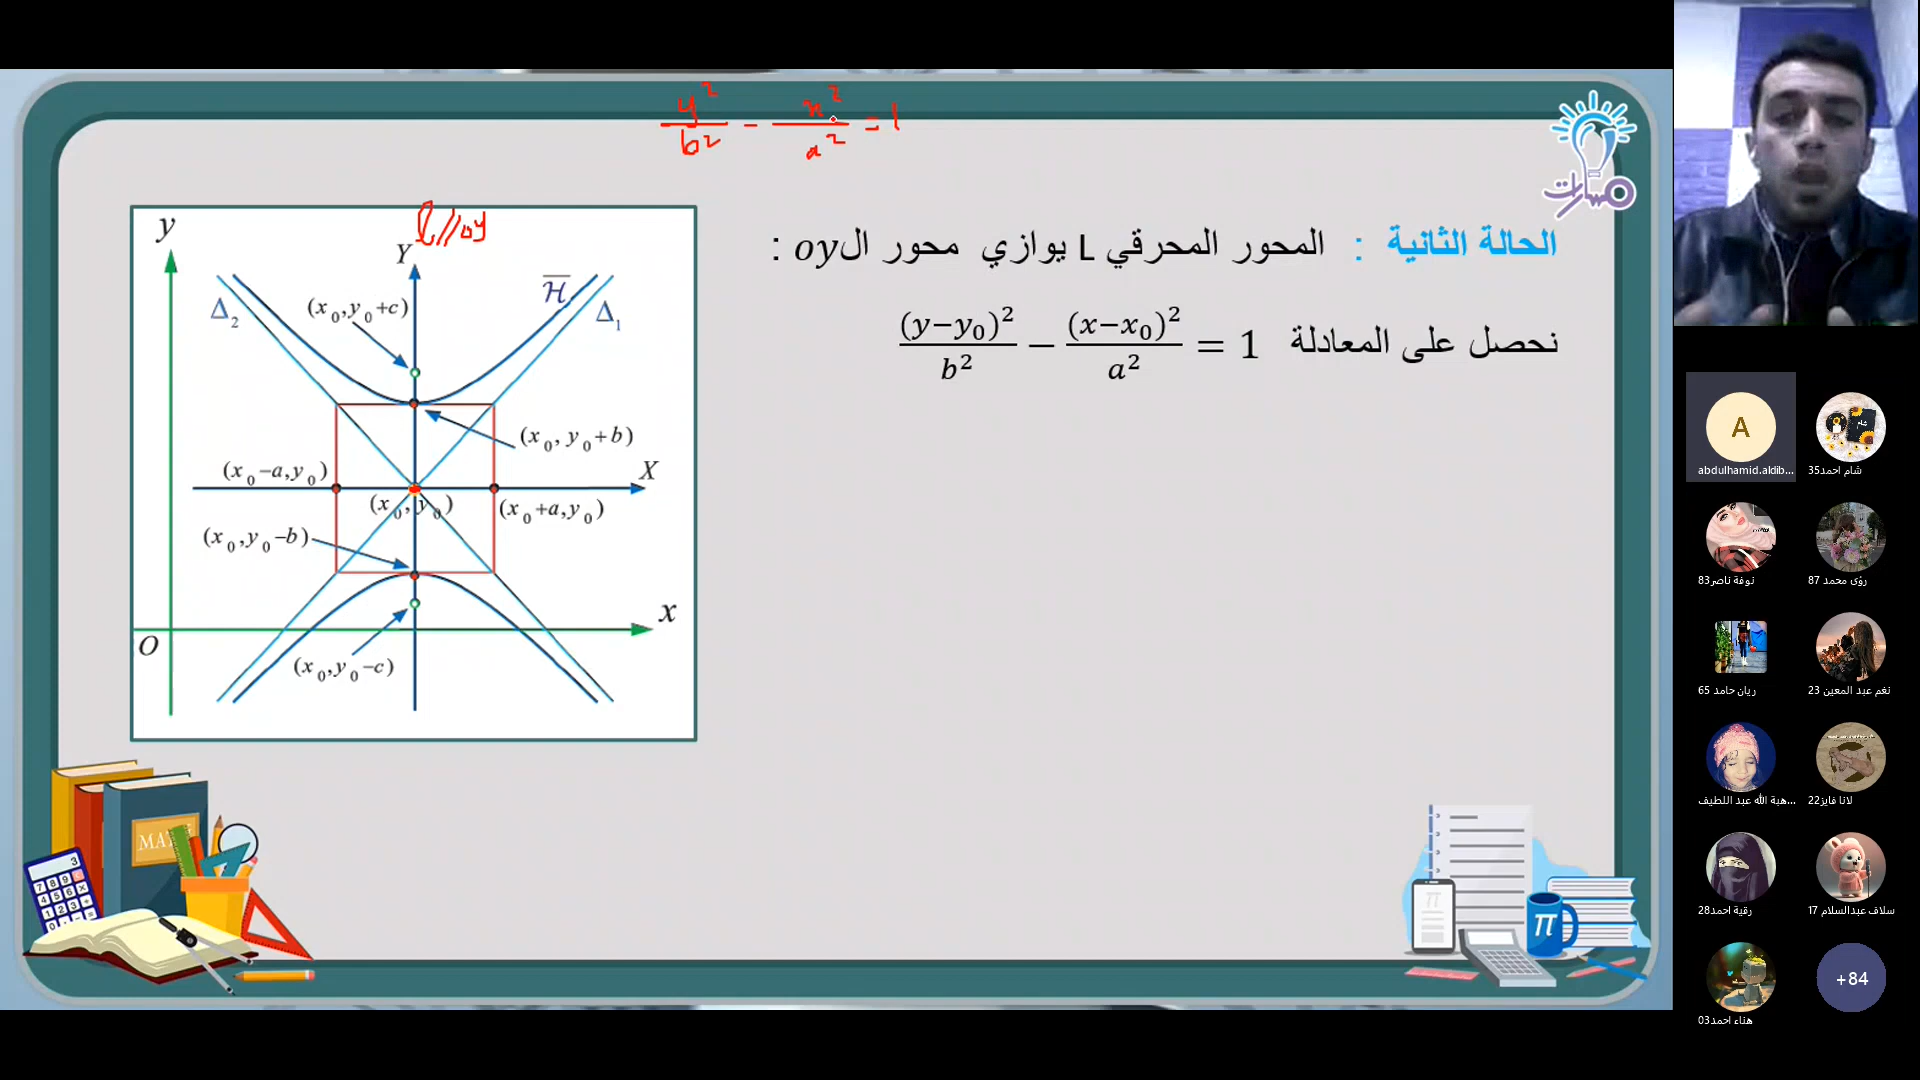 y²/b² - x²/a² = 1
الحالة الثانية : المحور المحرقي L يوازي محور الoy :
نحصل على المعادلة (y−y₀)²/b² − (x−x₀)²/a² = 1
مهارات
l//oy
y
Y
H̅
Δ₂
Δ₁
(x₀,y₀+c)
(x₀, y₀+b)
(x₀−a,y₀)
X
(x₀,y₀)
(x₀+a,y₀)
(x₀,y₀−b)
x
O
(x₀,y₀−c)
π
π
A
abdulhamid.aldib...
شام احمد35
نوفة ناصر83
رؤى محمد 87
ريان حامد 65
نغم عبد المعين 23
هبة الله عبد اللطيف...
لانا فايز22
رقية احمد28
سلاف عبدالسلام 17
هناء احمد03
+84